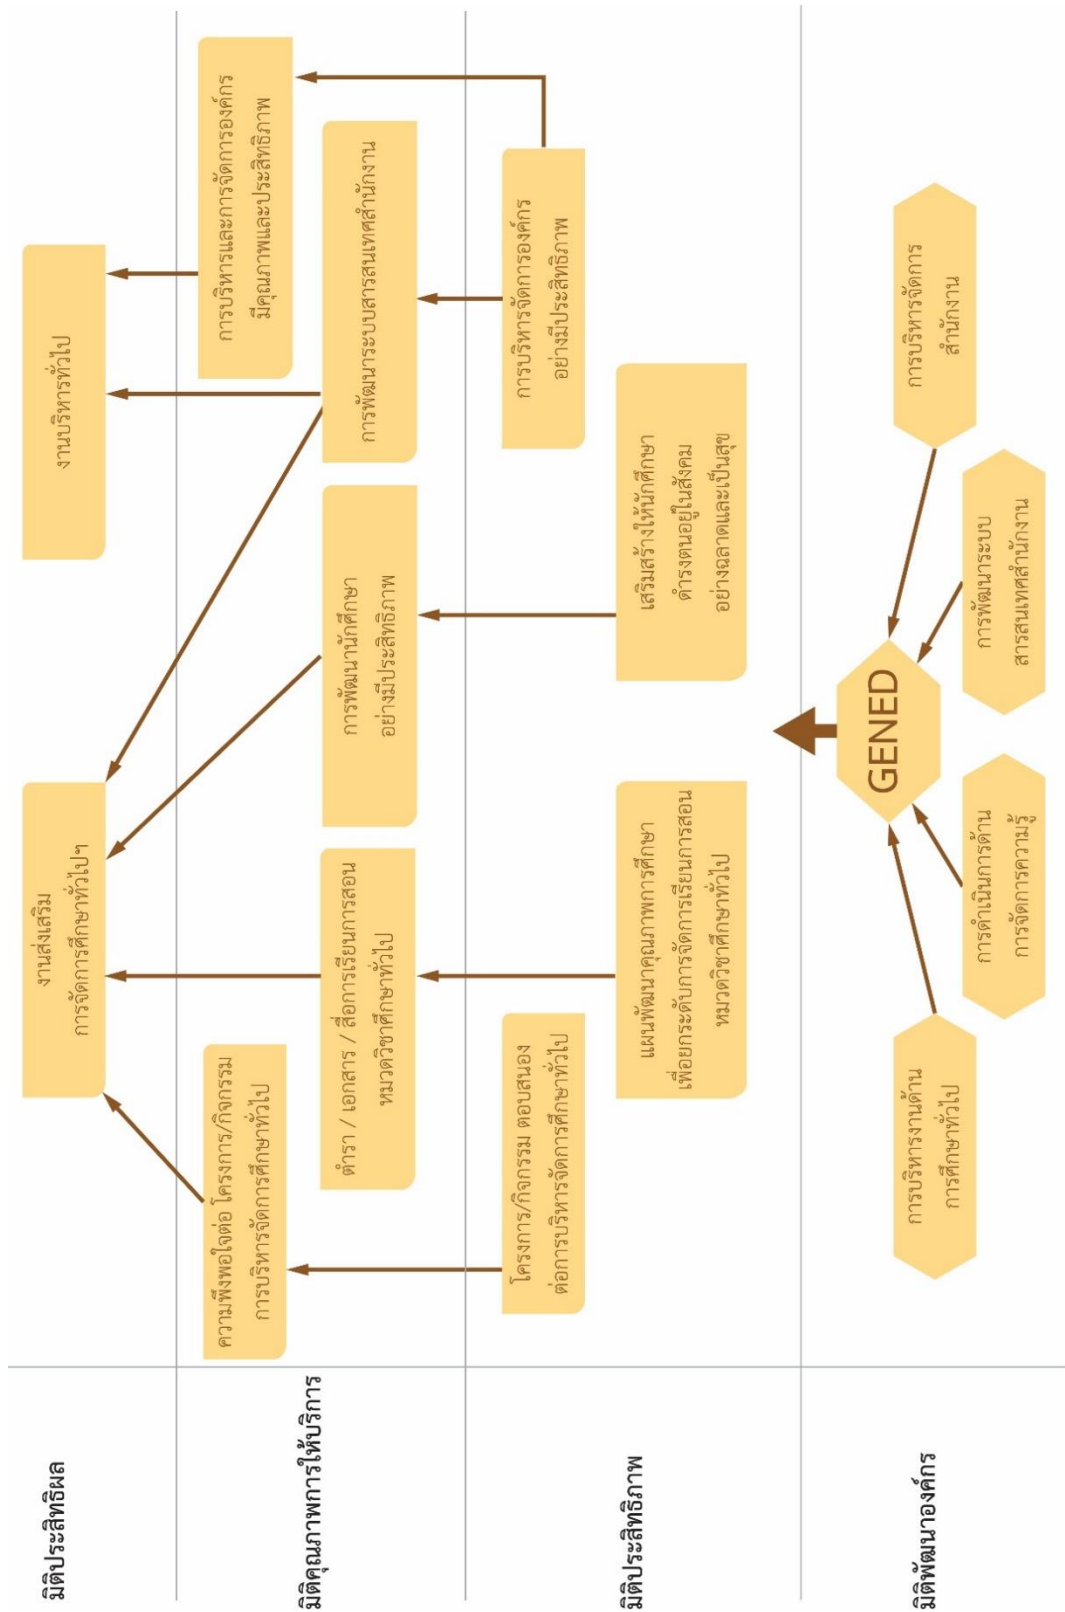 มิติประสิทธิผล
งานส่งเสริม
การจัดการศึกษาทั่วไปฯ
งานบริหารทั่วไป
มิติคุณภาพการให้บริการ
ความพึงพอใจต่อ โครงการ/กิจกรรม
การบริหารจัดการศึกษาทั่วไป
ตำรา / เอกสาร / สื่อการเรียนการสอน
หมวดวิชาศึกษาทั่วไป
การพัฒนานักศึกษา
อย่างมีประสิทธิภาพ
การพัฒนาระบบสารสนเทศสำนักงาน
การบริหารและการจัดการองค์กร
มีคุณภาพและประสิทธิภาพ
มิติประสิทธิภาพ
โครงการ/กิจกรรม ตอบสนอง
ต่อการบริหารจัดการศึกษาทั่วไป
แผนพัฒนาคุณภาพการศึกษา
เพื่อยกระดับการจัดการเรียนการสอน
หมวดวิชาศึกษาทั่วไป
เสริมสร้างให้นักศึกษา
ดำรงตนอยู่ในสังคม
อย่างฉลาดและเป็นสุข
การบริหารจัดการองค์กร
อย่างมีประสิทธิภาพ
มิติพัฒนาองค์กร
การบริหารงานด้าน
การศึกษาทั่วไป
การดำเนินการด้าน
การจัดการความรู้
GENED
การพัฒนาระบบ
สารสนเทศสำนักงาน
การบริหารจัดการ
สำนักงาน